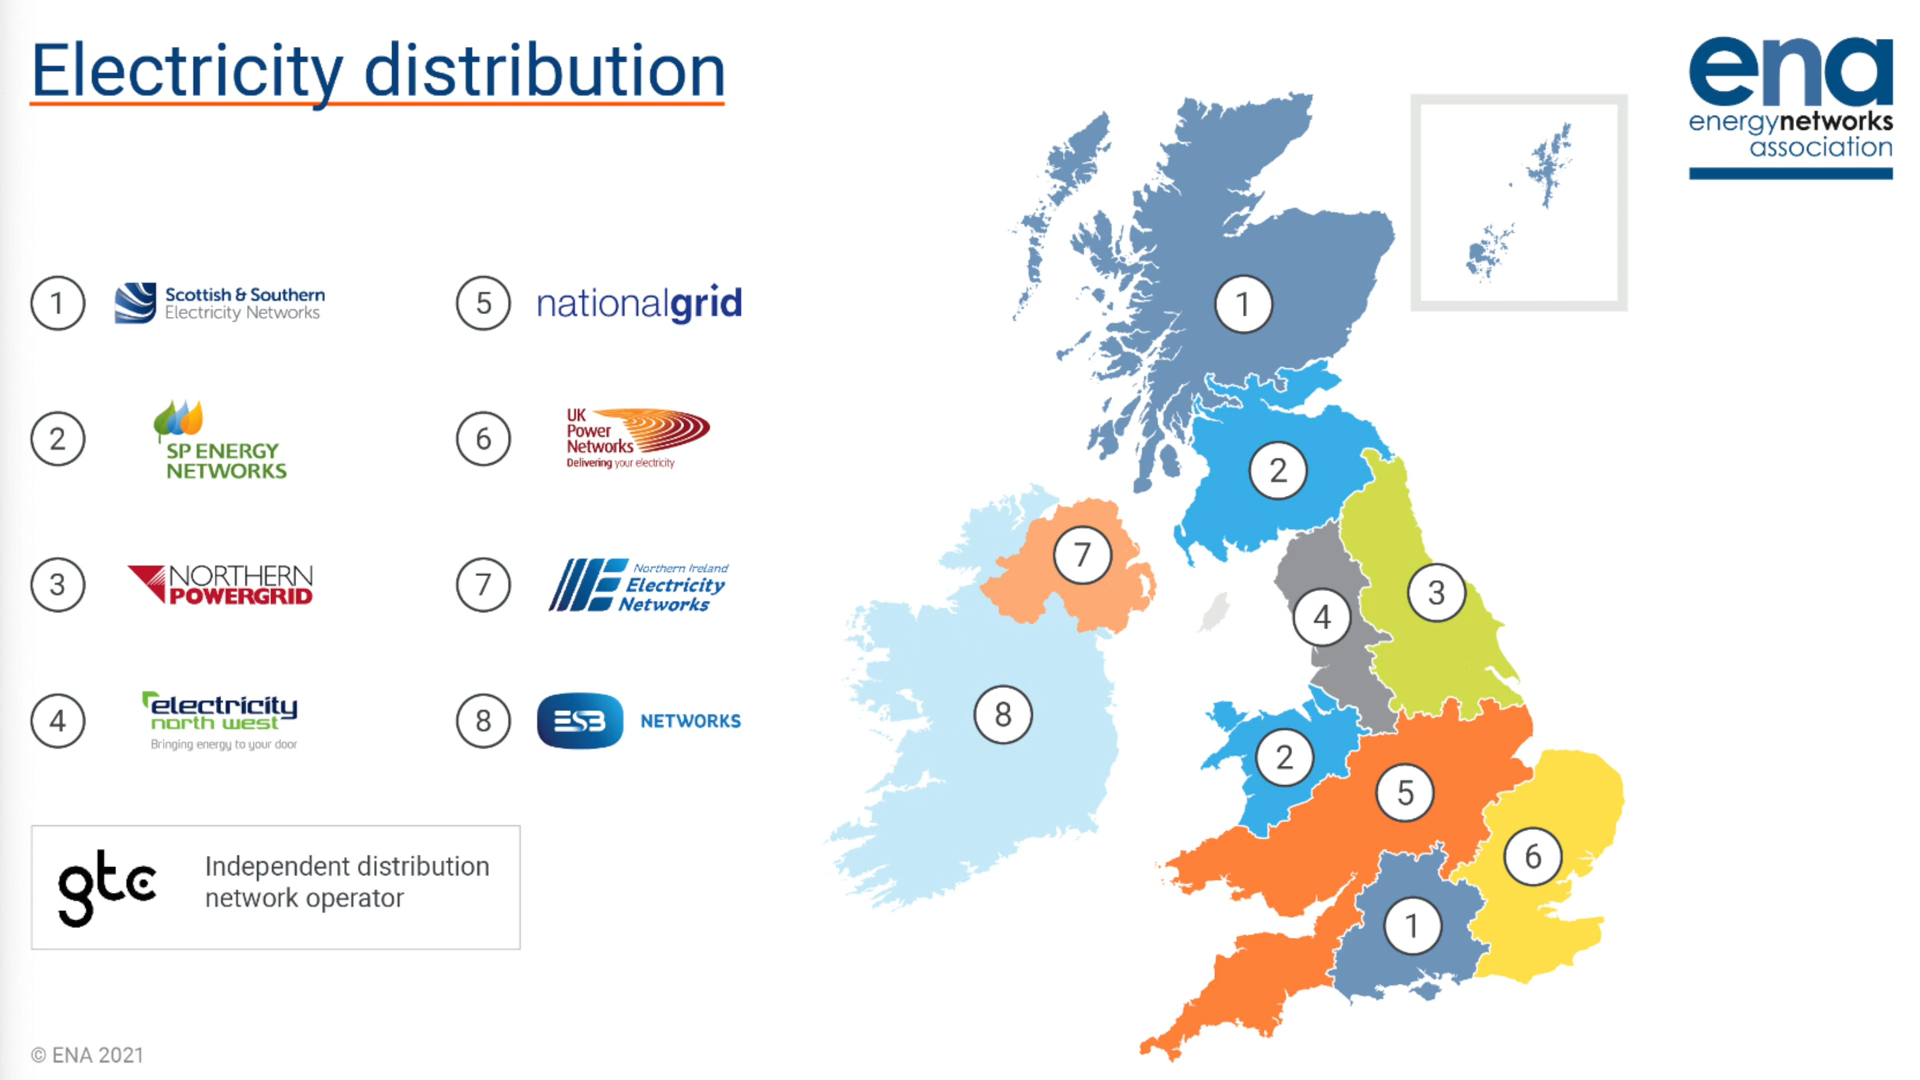 Electricity distribution
ena
energynetworks
association
1
Scottish & Southern
Electricity Networks
5
nationalgrid
2
SP ENERGY
NETWORKS
6
UK
Power
Networks
Delivering your electricity
3
NORTHERN
POWERGRID
7
Northern Ireland
Electricity
Networks
4
electricity
north west
Bringing energy to your door
8
ESB NETWORKS
gtc
Independent distribution
network operator
1
2
7
3
4
8
2
5
6
1
© ENA 2021